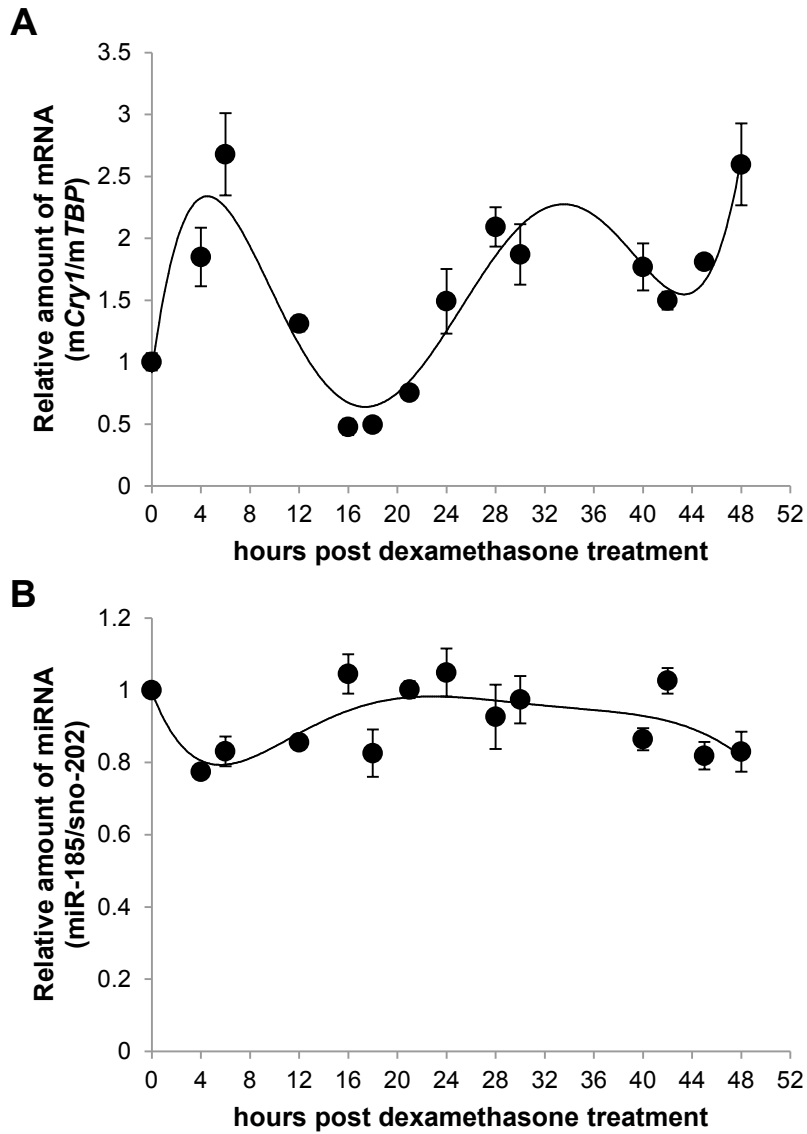 A
Relative amount of mRNA
(mCry1/mTBP)
3.5
3
2.5
2
1.5
1
0.5
0
0 4 8 12 16 20 24 28 32 36 40 44 48 52
hours post dexamethasone treatment
B
Relative amount of miRNA
(miR-185/sno-202)
1.2
1
0.8
0.6
0.4
0.2
0
0 4 8 12 16 20 24 28 32 36 40 44 48 52
hours post dexamethasone treatment